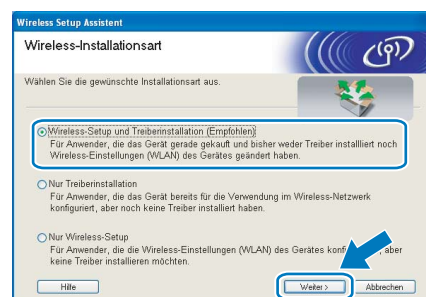 Wireless Setup Assistent
Wireless-Installationsart
Wählen Sie die gewünschte Installationsart aus.
Wireless-Setup und Treiberinstallation (Empfohlen)
Für Anwender, die das Gerät gerade gekauft und bisher weder Treiber installiert noch
Wireless-Einstellungen (WLAN) des Gerätes geändert haben.
Nur Treiberinstallation
Für Anwender, die das Gerät bereits für die Verwendung im Wireless-Netzwerk
konfiguriert, aber noch keine Treiber installiert haben.
Nur Wireless-Setup
Für Anwender, die die Wireless-Einstellungen (WLAN) des Gerätes aber
keine Treiber installieren möchten.
Hilfe Weiter > Abbrechen